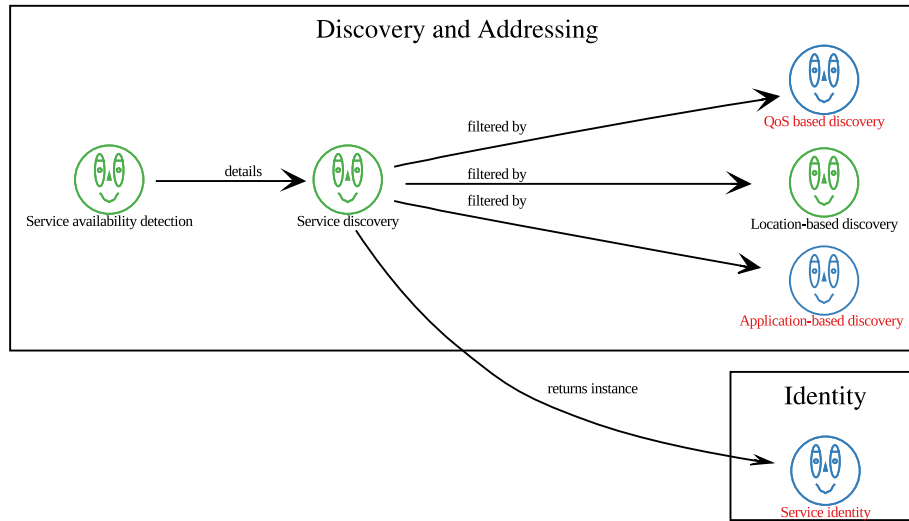 Discovery and Addressing
QoS based discovery
filtered by
details
filtered by
filtered by
Service availability detection
Service discovery
Location-based discovery
Application-based discovery
returns instance
Identity
Service identity